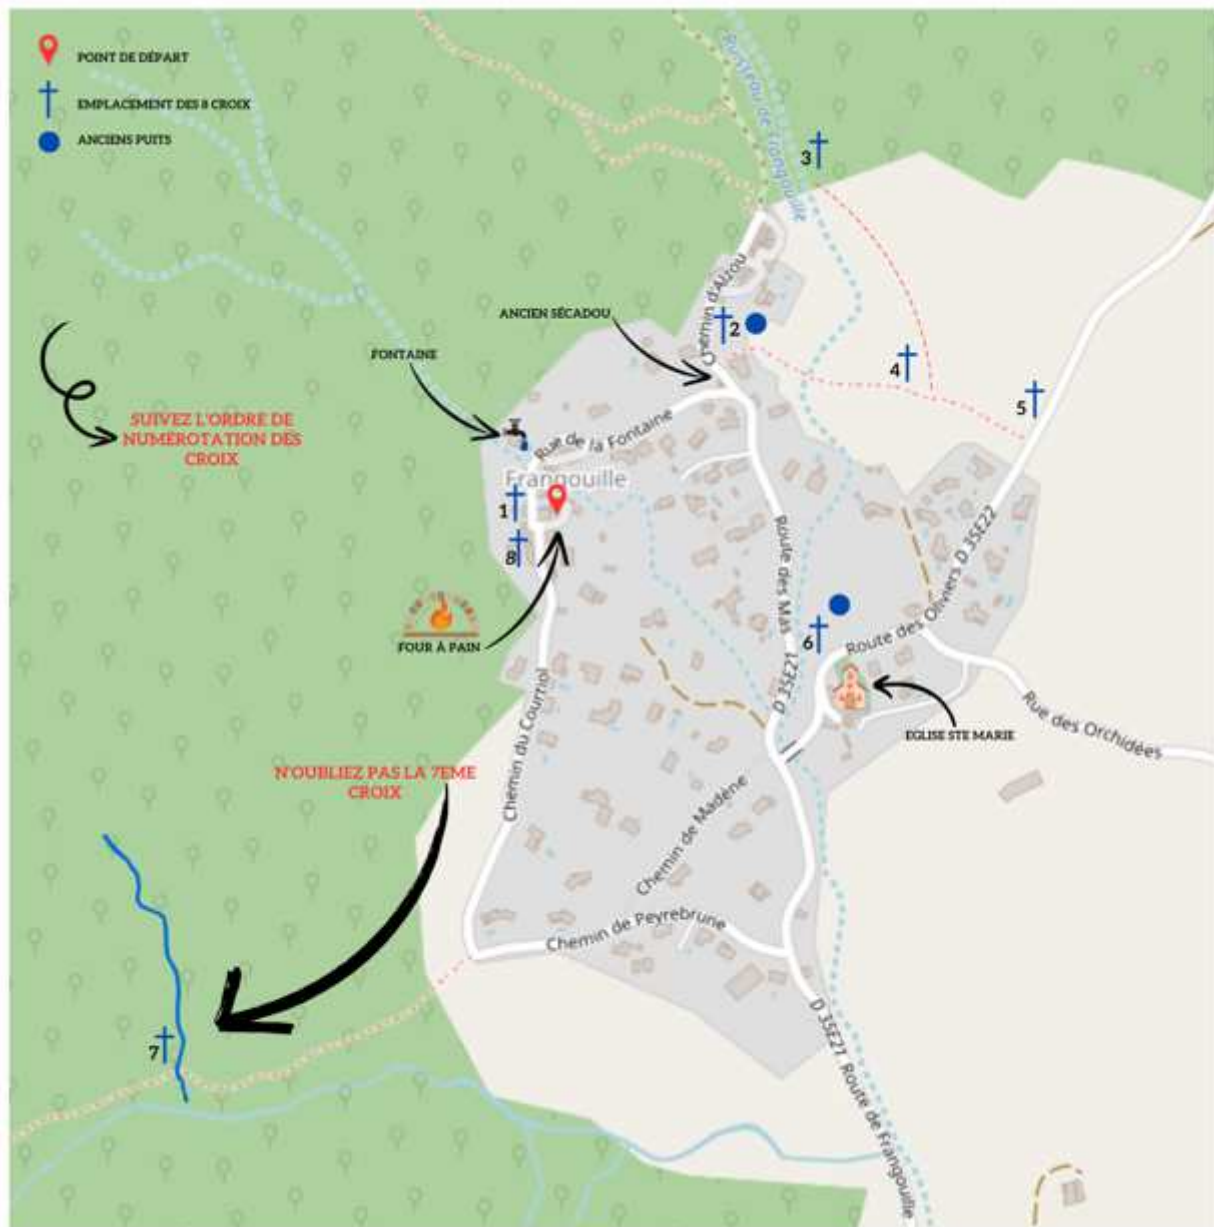 POINT DE DÉPART
EMPLACEMENT DES 8 CROIX
ANCIENS PUITS
Ruisseau de Frangouille
3
Chemin d'Alzou
ANCIEN SÉCADOU
2
FONTAINE
4
5
SUIVEZ L'ORDRE DE
NUMÉROTATION DES
CROIX
Rue de la Fontaine
Frangouille
1
8
Route des Mas
D 35E21
Route des Oliviers D 35E22
6
FOUR À PAIN
EGLISE STE MARIE
Rue des Orchidées
Chemin du Courtiol
N'OUBLIEZ PAS LA 7EME
CROIX
Chemin de Madène
Chemin de Peyrebrune
7
D 35E21 Route de Frangouille